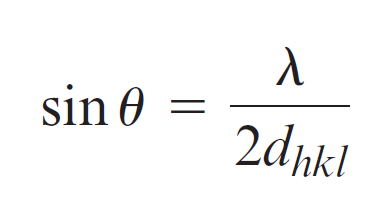 sin θ = λ / 2d_hkl